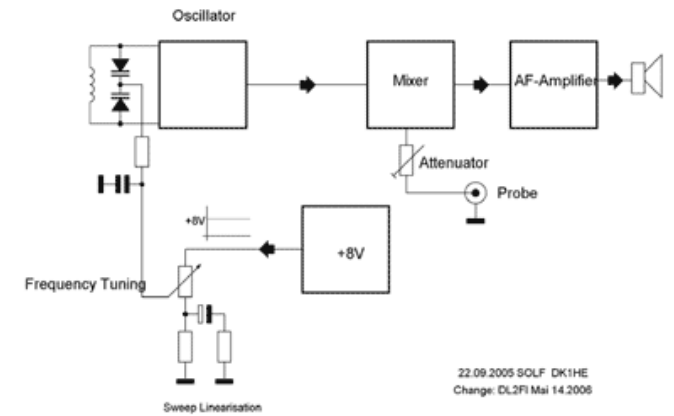 Oscillator
Mixer
AF-Amplifier
Attenuator
Probe
+8V
+8V
Frequency Tuning
22.09.2005 SOLF DK1HE
Change: DL2FI Mai 14.2006
Sweep Linearisation